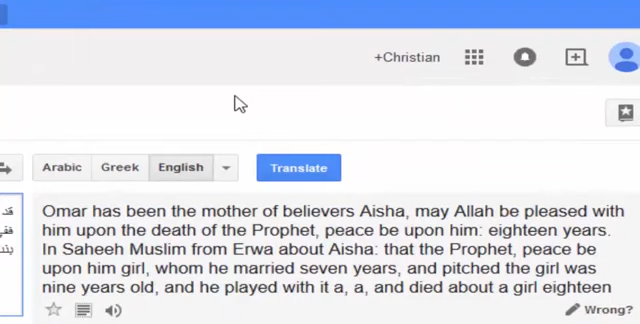 +Christian
Arabic Greek English
Translate
قد
Omar has been the mother of believers Aisha, may Allah be pleased with
him upon the death of the Prophet, peace be upon him: eighteen years.
In Saheeh Muslim from Erwa about Aisha: that the Prophet, peace be
upon him girl, whom he married seven years, and pitched the girl was
nine years old, and he played with it a, a, and died about a girl eighteen
Wrong?